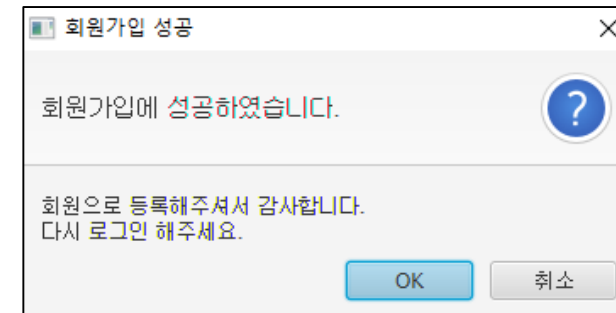 회원가입 성공
회원가입에 성공하였습니다.
?
회원으로 등록해주셔서 감사합니다.
다시 로그인 해주세요.
OK
취소